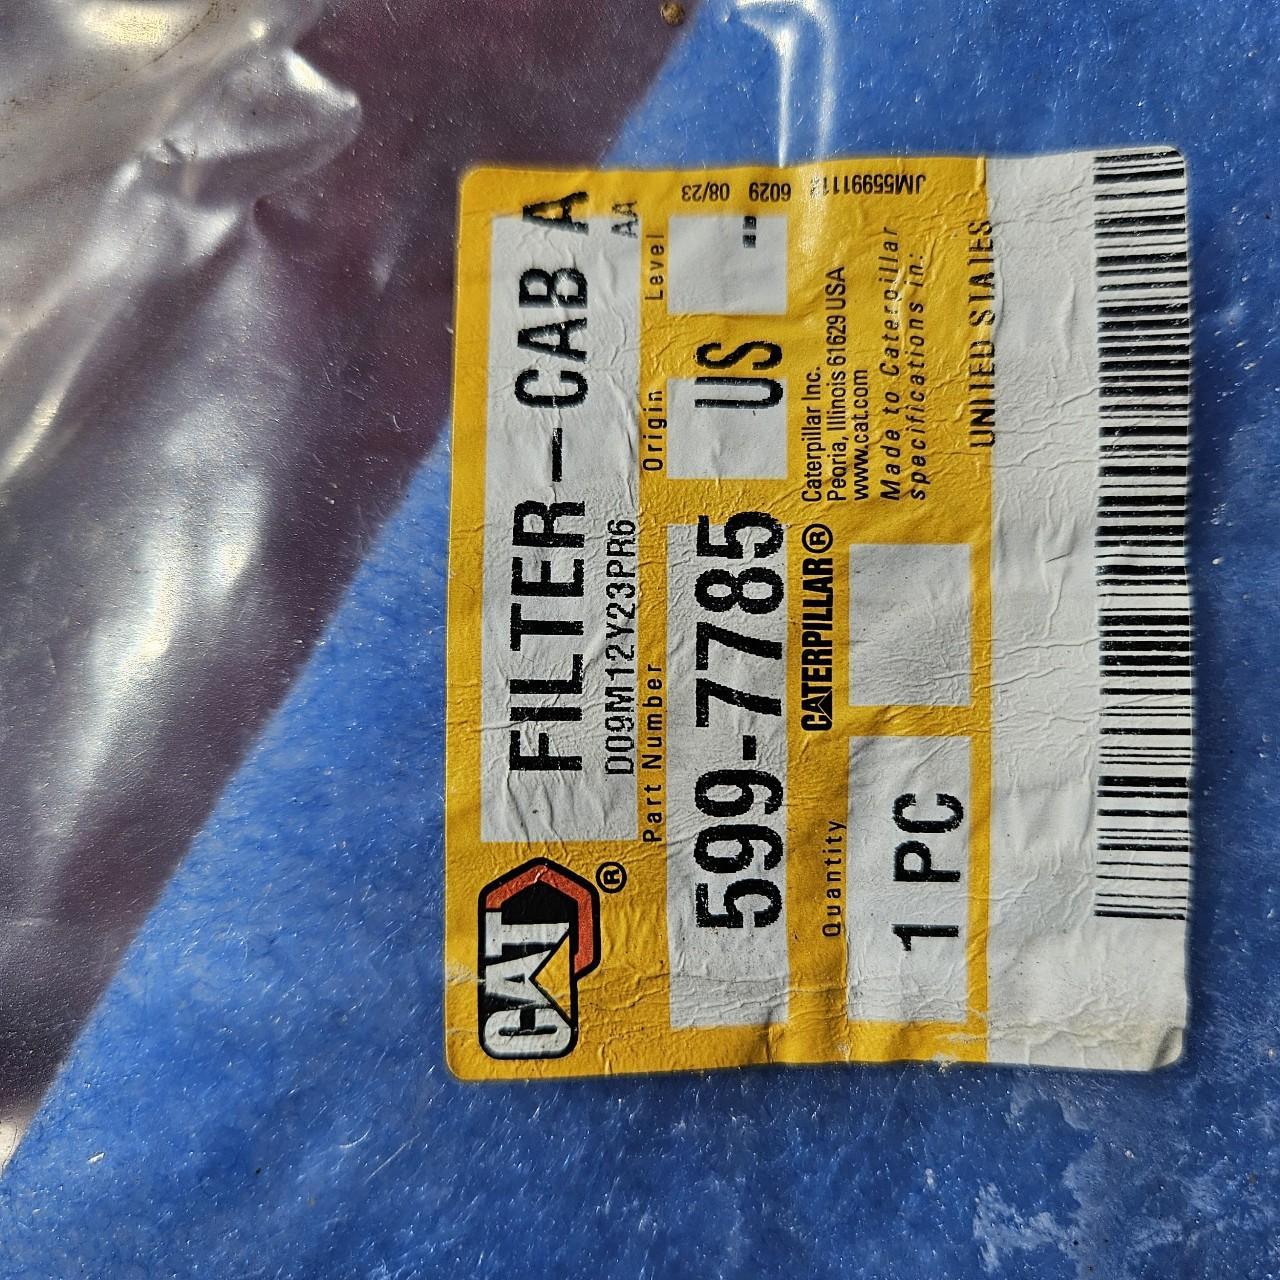 CAT®
FILTER-CAB A
D09M12Y23PR6 AA
Part Number Origin Level
599-7785 US --
CATERPILLAR® Caterpillar Inc.
Peoria, Illinois 61629 USA
www.cat.com
Quantity
1 PC
Made to Caterpillar
specifications in:
UNITED STATES
6029 08/23